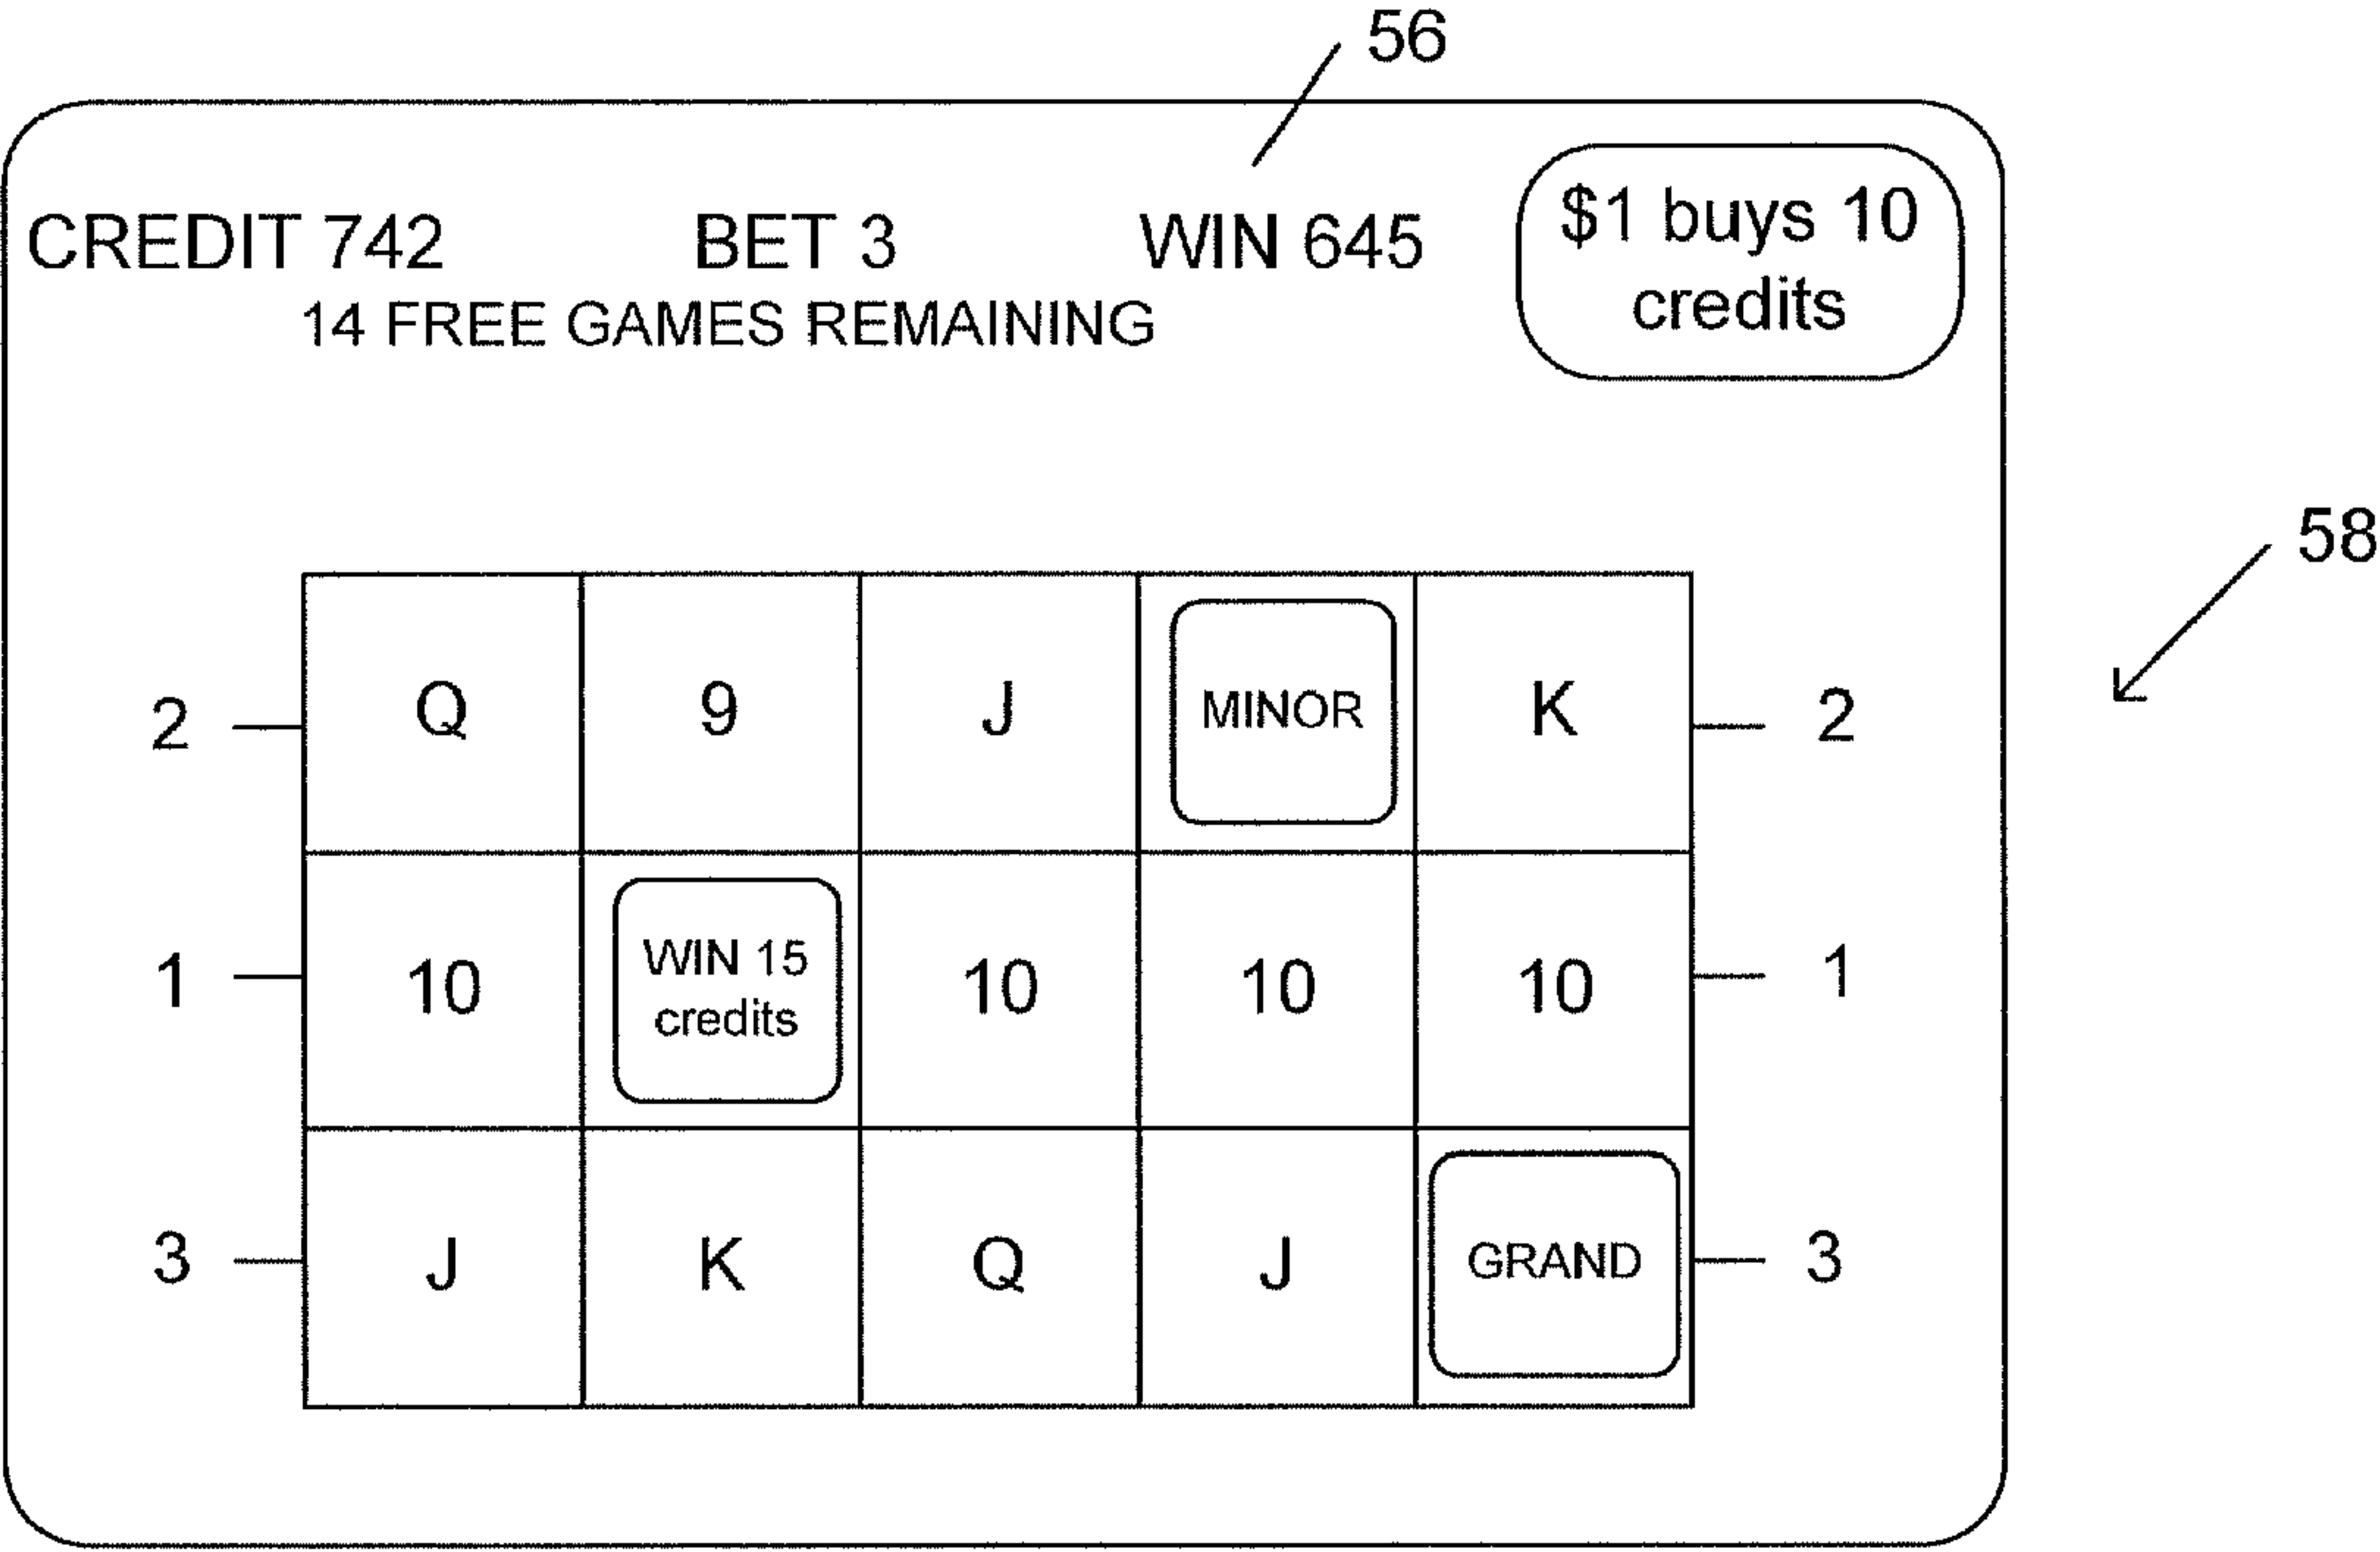 56
CREDIT 742 BET 3 WIN 645
$1 buys 10
credits
14 FREE GAMES REMAINING
58
2 Q 9 J MINOR K 2
1 10 WIN 15
credits 10 10 10 1
3 J K Q J GRAND 3